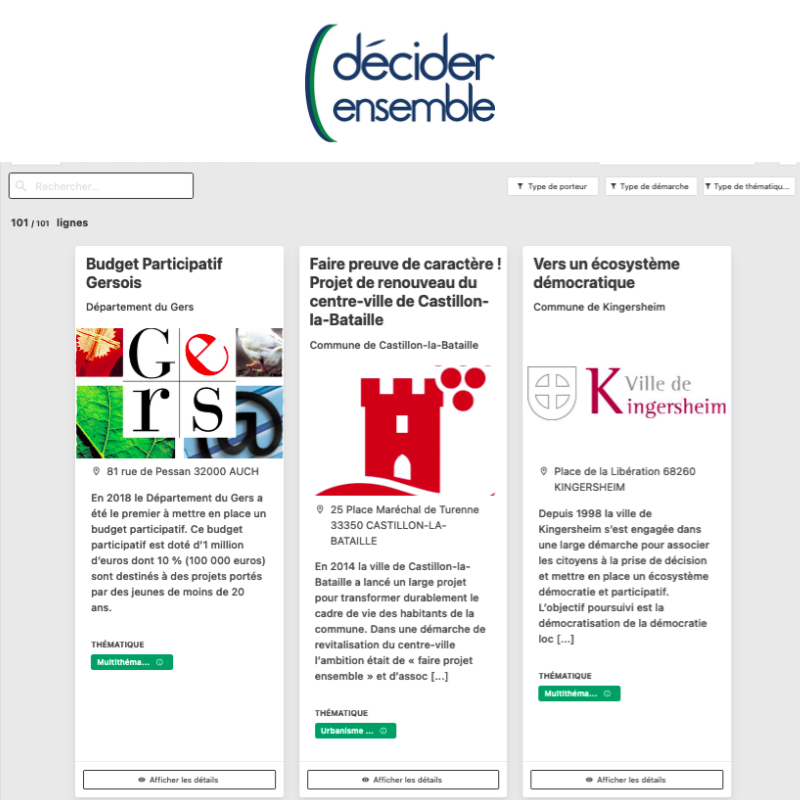 décider
ensemble
Rechercher...
Type de porteur
Type de démarche
Type de thématiqu...
101 / 101 lignes
Budget Participatif
Gersois
Département du Gers
Ge
rs
@
81 rue de Pessan 32000 AUCH
En 2018 le Département du Gers a
été le premier à mettre en place un
budget participatif. Ce budget
participatif est doté d'1 million
d'euros dont 10 % (100 000 euros)
sont destinés à des projets portés
par des jeunes de moins de 20
ans.
THÉMATIQUE
Multithéma...
Afficher les détails
Faire preuve de caractère !
Projet de renouveau du
centre-ville de Castillon-
la-Bataille
Commune de Castillon-la-Bataille
25 Place Maréchal de Turenne
33350 CASTILLON-LA-
BATAILLE
En 2014 la ville de Castillon-la-
Bataille a lancé un large projet
pour transformer durablement le
cadre de vie des habitants de la
commune. Dans une démarche de
revitalisation du centre-ville
l'ambition était de « faire projet
ensemble » et d'assoc [...]
THÉMATIQUE
Urbanisme ...
Afficher les détails
Vers un écosystème
démocratique
Commune de Kingersheim
Ville de
Kingersheim
Place de la Libération 68260
KINGERSHEIM
Depuis 1998 la ville de
Kingersheim s'est engagée dans
une large démarche pour associer
les citoyens à la prise de décision
et mettre en place un écosystème
démocratie et participatif.
L'objectif poursuivi est la
démocratisation de la démocratie
loc [...]
THÉMATIQUE
Multithéma...
Afficher les détails